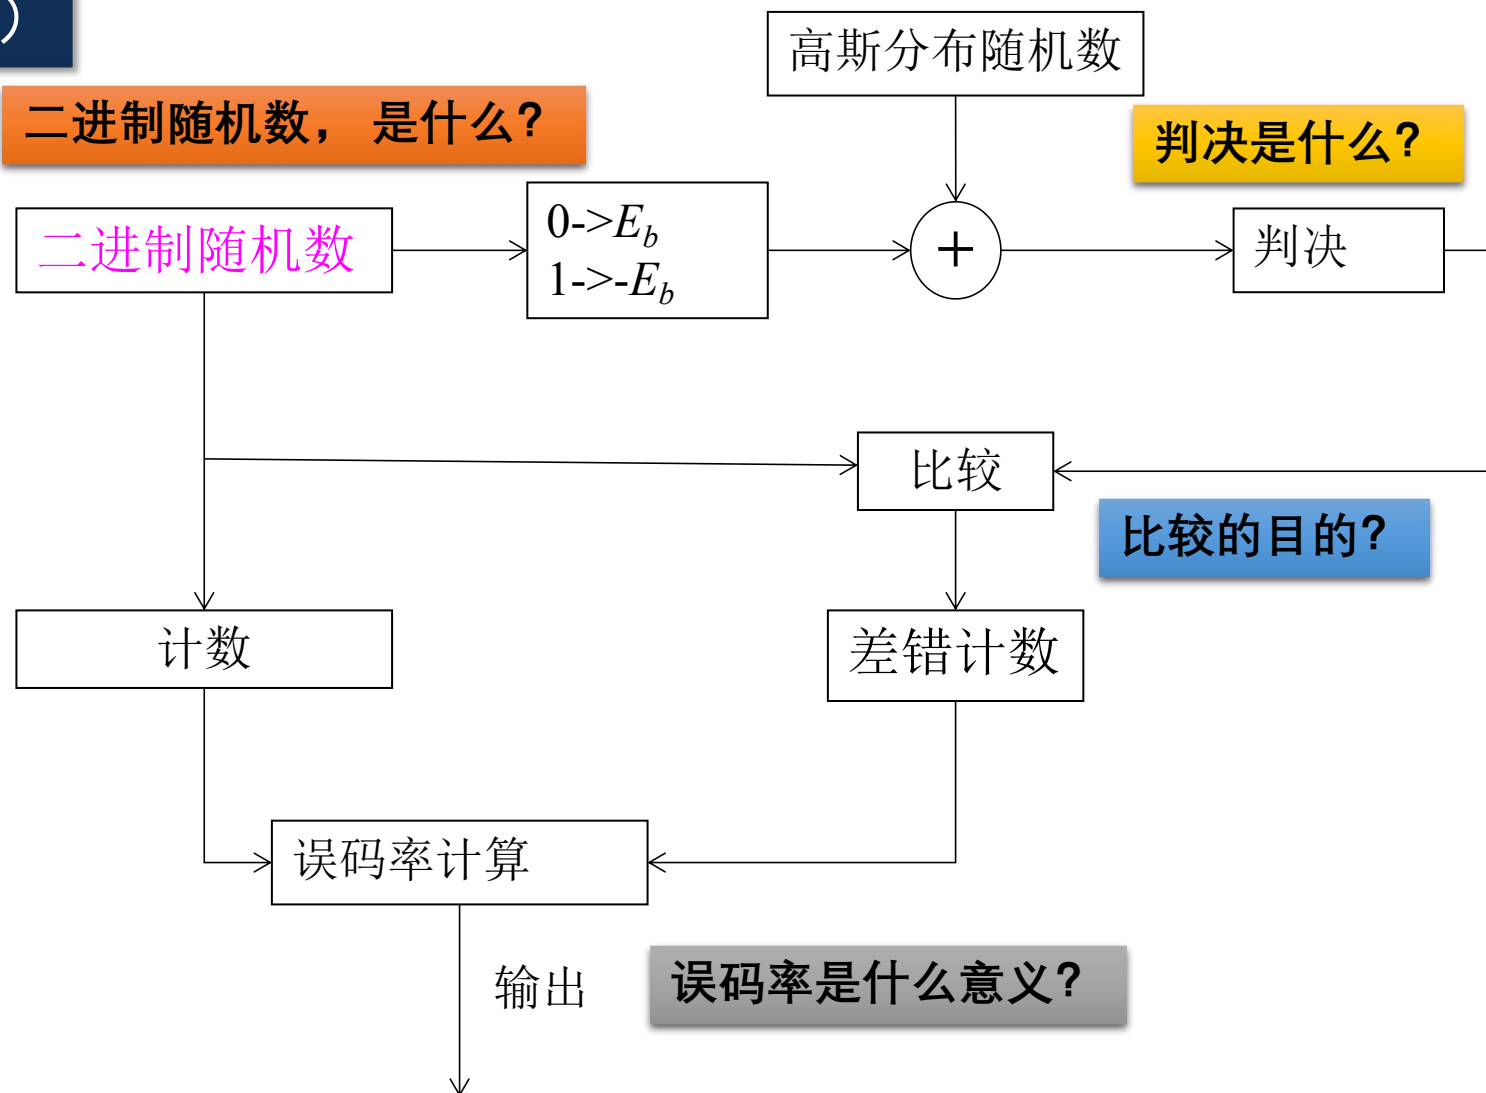 ）
高斯分布随机数
二进制随机数， 是什么?
判决是什么?
二进制随机数
0->E_b
1->-E_b
+
判决
比较
比较的目的?
计数
差错计数
误码率计算
输出
误码率是什么意义?